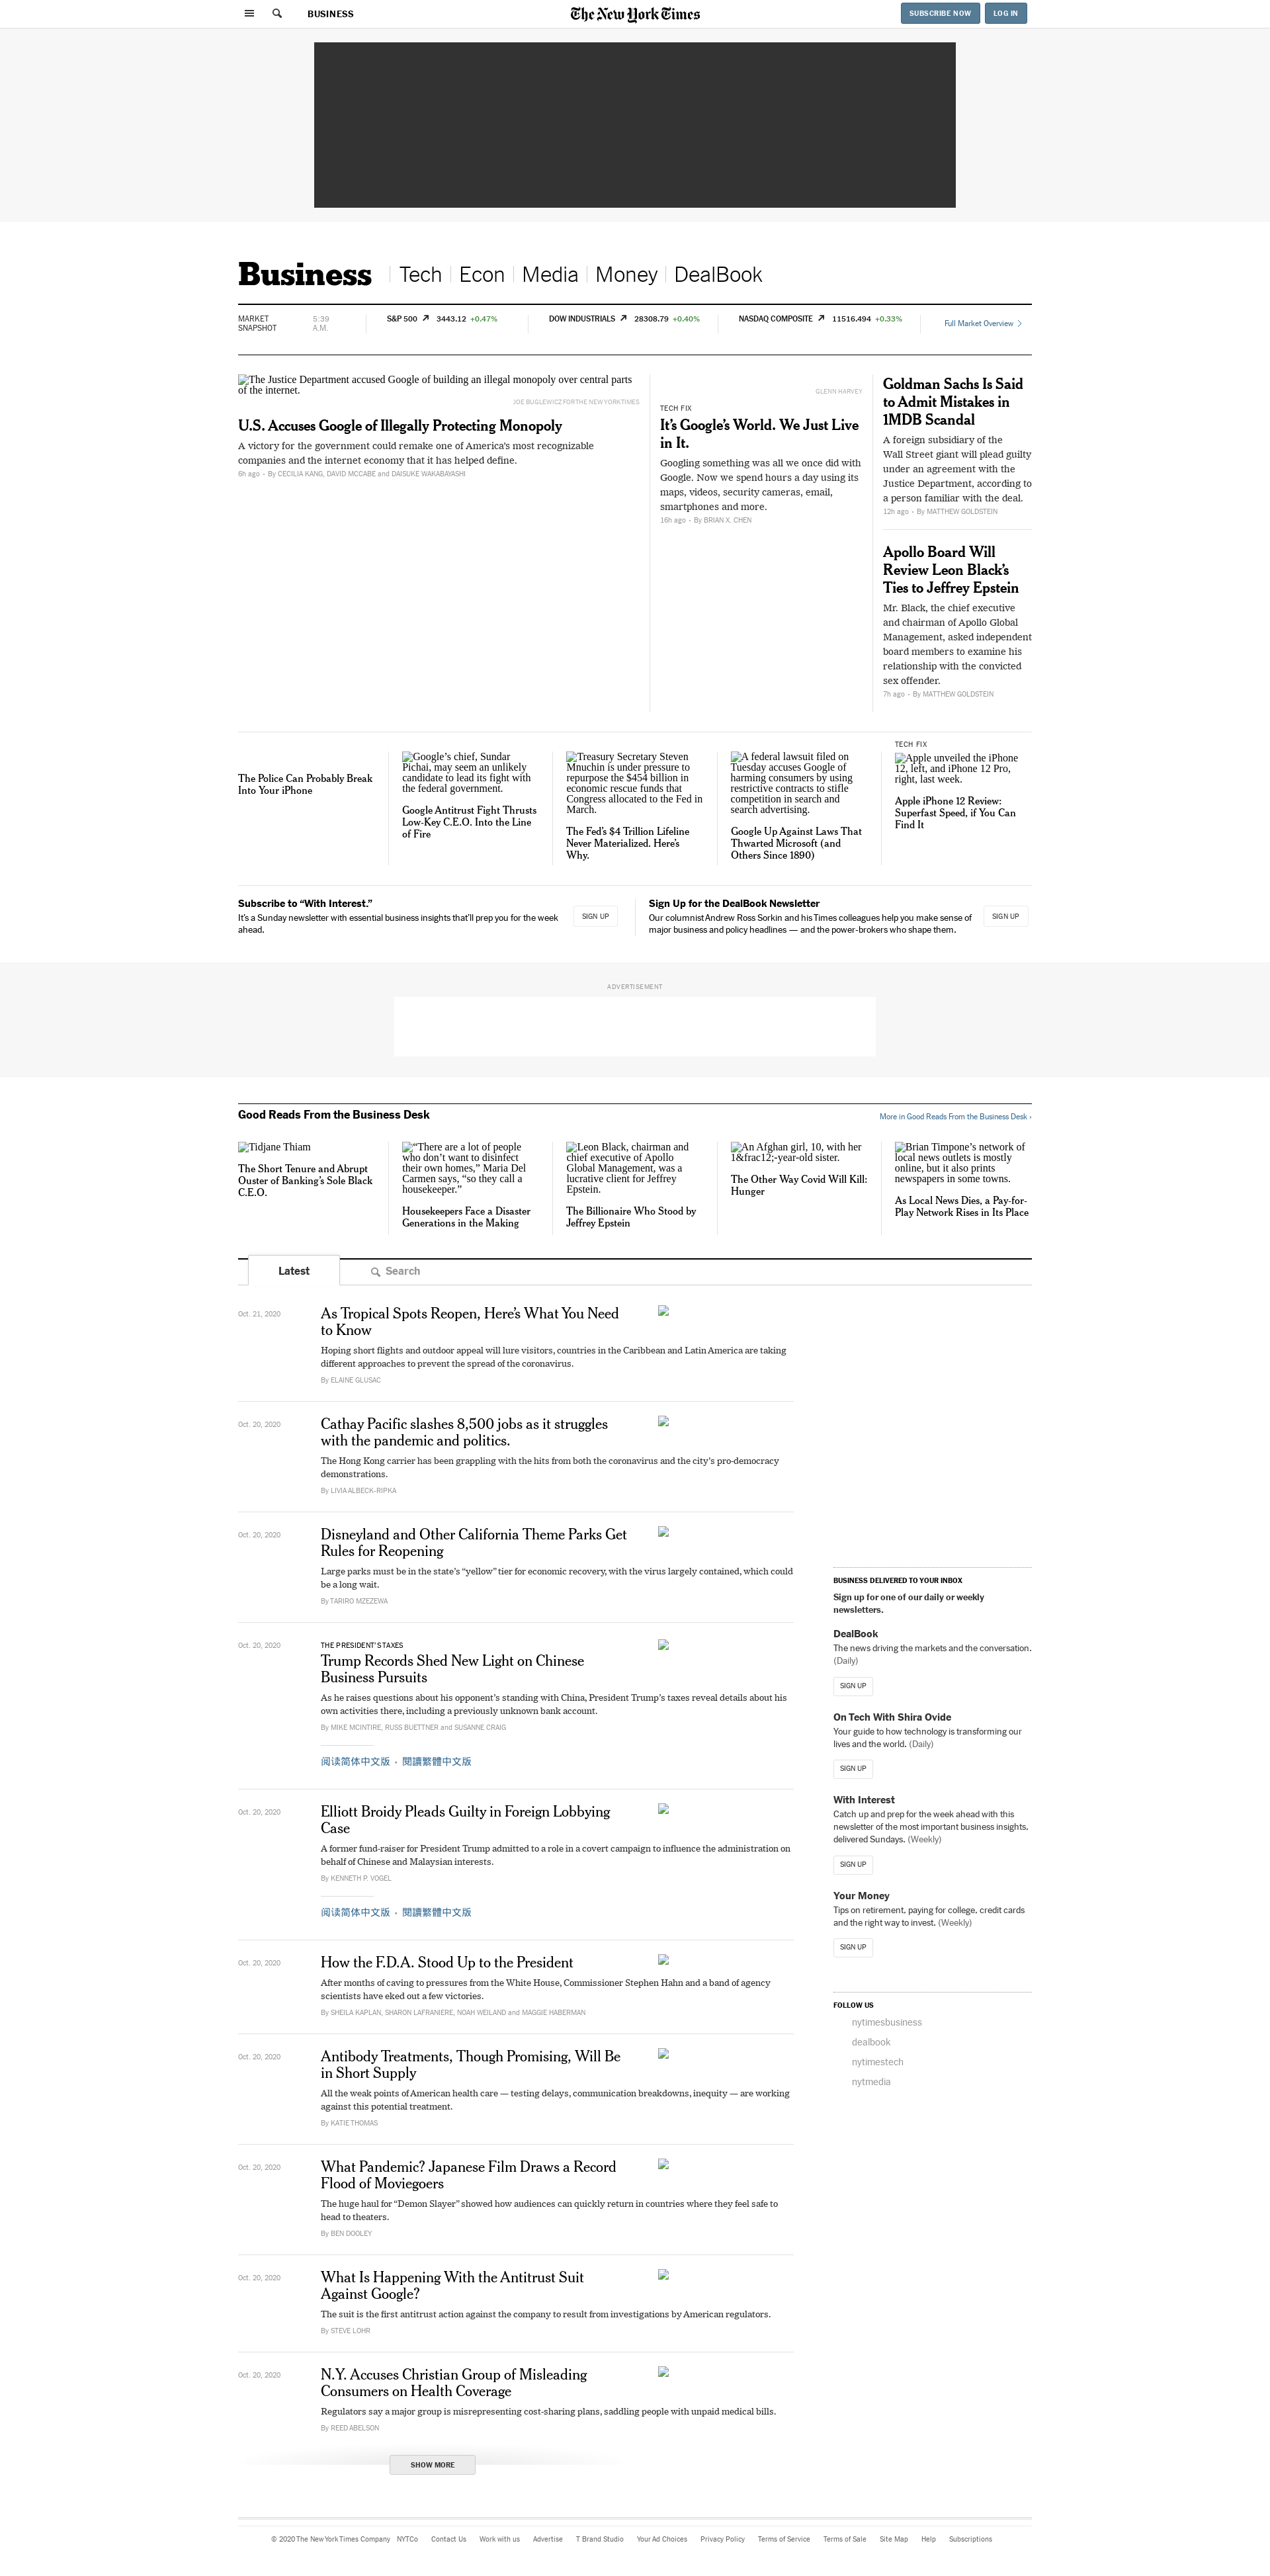 BUSINESS
The New York Times
SUBSCRIBE NOW
LOG IN
Business
Tech
Econ
Media
Money
DealBook
MARKET
SNAPSHOT
5:39
A.M.
S&P 500 3443.12 +0.47%
DOW INDUSTRIALS 28308.79 +0.40%
NASDAQ COMPOSITE 11516.494 +0.33%
Full Market Overview
The Justice Department accused Google of building an illegal monopoly over central parts
of the internet.
JOE BUGLEWICZ FOR THE NEW YORK TIMES
U.S. Accuses Google of Illegally Protecting Monopoly
A victory for the government could remake one of America's most recognizable
companies and the internet economy that it has helped define.
6h ago - By CECILIA KANG, DAVID MCCABE and DAISUKE WAKABAYASHI
GLENN HARVEY
TECH FIX
It's Google's World. We Just Live
in It.
Googling something was all we once did with
Google. Now we spend hours a day using its
maps, videos, security cameras, email,
smartphones and more.
16h ago - By BRIAN X. CHEN
Goldman Sachs Is Said
to Admit Mistakes in
1MDB Scandal
A foreign subsidiary of the
Wall Street giant will plead guilty
under an agreement with the
Justice Department, according to
a person familiar with the deal.
12h ago - By MATTHEW GOLDSTEIN
Apollo Board Will
Review Leon Black's
Ties to Jeffrey Epstein
Mr. Black, the chief executive
and chairman of Apollo Global
Management, asked independent
board members to examine his
relationship with the convicted
sex offender.
7h ago - By MATTHEW GOLDSTEIN
The Police Can Probably Break
Into Your iPhone
Google's chief, Sundar
Pichai, may seem an unlikely
candidate to lead its fight with
the federal government.
Google Antitrust Fight Thrusts
Low-Key C.E.O. Into the Line
of Fire
Treasury Secretary Steven
Mnuchin is under pressure to
repurpose the $454 billion in
economic rescue funds that
Congress allocated to the Fed in
March.
The Fed's $4 Trillion Lifeline
Never Materialized. Here's
Why.
A federal lawsuit filed on
Tuesday accuses Google of
harming consumers by using
restrictive contracts to stifle
competition in search and
search advertising.
Google Up Against Laws That
Thwarted Microsoft (and
Others Since 1890)
TECH FIX
Apple unveiled the iPhone
12, left, and iPhone 12 Pro,
right, last week.
Apple iPhone 12 Review:
Superfast Speed, if You Can
Find It
Subscribe to “With Interest.”
It's a Sunday newsletter with essential business insights that'll prep you for the week
ahead.
SIGN UP
Sign Up for the DealBook Newsletter
Our columnist Andrew Ross Sorkin and his Times colleagues help you make sense of
major business and policy headlines — and the power-brokers who shape them.
SIGN UP
ADVERTISEMENT
Good Reads From the Business Desk
More in Good Reads From the Business Desk ›
Tidjane Thiam
The Short Tenure and Abrupt
Ouster of Banking's Sole Black
C.E.O.
“There are a lot of people
who don't want to disinfect
their own homes,” Maria Del
Carmen says, “so they call a
housekeeper.”
Housekeepers Face a Disaster
Generations in the Making
Leon Black, chairman and
chief executive of Apollo
Global Management, was a
lucrative client for Jeffrey
Epstein.
The Billionaire Who Stood by
Jeffrey Epstein
An Afghan girl, 10, with her
1&frac12;-year-old sister.
The Other Way Covid Will Kill:
Hunger
Brian Timpone's network of
local news outlets is mostly
online, but it also prints
newspapers in some towns.
As Local News Dies, a Pay-for-
Play Network Rises in Its Place
Latest
Search
Oct. 21, 2020
As Tropical Spots Reopen, Here's What You Need
to Know
Hoping short flights and outdoor appeal will lure visitors, countries in the Caribbean and Latin America are taking
different approaches to prevent the spread of the coronavirus.
By ELAINE GLUSAC
Oct. 20, 2020
Cathay Pacific slashes 8,500 jobs as it struggles
with the pandemic and politics.
The Hong Kong carrier has been grappling with the hits from both the coronavirus and the city's pro-democracy
demonstrations.
By LIVIA ALBECK-RIPKA
Oct. 20, 2020
Disneyland and Other California Theme Parks Get
Rules for Reopening
Large parks must be in the state's “yellow” tier for economic recovery, with the virus largely contained, which could
be a long wait.
By TARIRO MZEZEWA
Oct. 20, 2020
THE PRESIDENT'S TAXES
Trump Records Shed New Light on Chinese
Business Pursuits
As he raises questions about his opponent's standing with China, President Trump's taxes reveal details about his
own activities there, including a previously unknown bank account.
By MIKE MCINTIRE, RUSS BUETTNER and SUSANNE CRAIG
阅读简体中文版 · 閱讀繁體中文版
Oct. 20, 2020
Elliott Broidy Pleads Guilty in Foreign Lobbying
Case
A former fund-raiser for President Trump admitted to a role in a covert campaign to influence the administration on
behalf of Chinese and Malaysian interests.
By KENNETH P. VOGEL
阅读简体中文版 · 閱讀繁體中文版
Oct. 20, 2020
How the F.D.A. Stood Up to the President
After months of caving to pressures from the White House, Commissioner Stephen Hahn and a band of agency
scientists have eked out a few victories.
By SHEILA KAPLAN, SHARON LAFRANIERE, NOAH WEILAND and MAGGIE HABERMAN
Oct. 20, 2020
Antibody Treatments, Though Promising, Will Be
in Short Supply
All the weak points of American health care — testing delays, communication breakdowns, inequity — are working
against this potential treatment.
By KATIE THOMAS
Oct. 20, 2020
What Pandemic? Japanese Film Draws a Record
Flood of Moviegoers
The huge haul for “Demon Slayer” showed how audiences can quickly return in countries where they feel safe to
head to theaters.
By BEN DOOLEY
Oct. 20, 2020
What Is Happening With the Antitrust Suit
Against Google?
The suit is the first antitrust action against the company to result from investigations by American regulators.
By STEVE LOHR
Oct. 20, 2020
N.Y. Accuses Christian Group of Misleading
Consumers on Health Coverage
Regulators say a major group is misrepresenting cost-sharing plans, saddling people with unpaid medical bills.
By REED ABELSON
SHOW MORE
BUSINESS DELIVERED TO YOUR INBOX
Sign up for one of our daily or weekly
newsletters.
DealBook
The news driving the markets and the conversation.
(Daily)
SIGN UP
On Tech With Shira Ovide
Your guide to how technology is transforming our
lives and the world. (Daily)
SIGN UP
With Interest
Catch up and prep for the week ahead with this
newsletter of the most important business insights,
delivered Sundays. (Weekly)
SIGN UP
Your Money
Tips on retirement, paying for college, credit cards
and the right way to invest. (Weekly)
SIGN UP
FOLLOW US
nytimesbusiness
dealbook
nytimestech
nytmedia
© 2020 The New York Times Company NYTCo Contact Us Work with us Advertise T Brand Studio Your Ad Choices Privacy Policy Terms of Service Terms of Sale Site Map Help Subscriptions